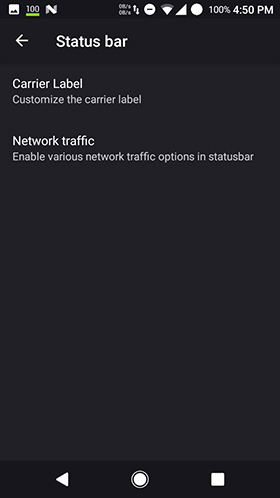 100 N 0B/s 0B/s 100% 4:50 PM
Status bar
Carrier Label
Customize the carrier label
Network traffic
Enable various network traffic options in statusbar